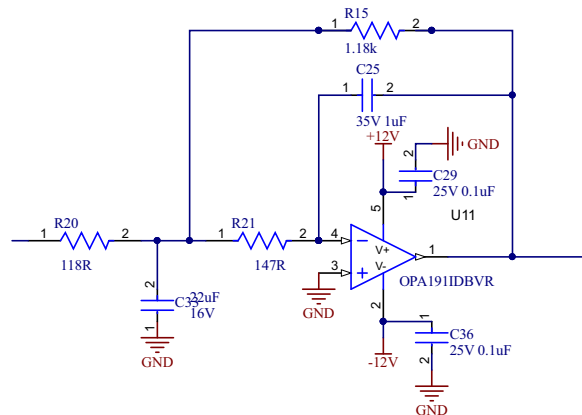 R15
1 2
1.18k
C25
1 2
35V 1uF
+12V
2 GND
C29
25V 0.1uF
1
5
U11
R20
1 2
118R
R21
1 2
147R
4
V+
1
3
V-
OPA191IDBVR
GND
2
2
C33
22uF
16V
1
GND
1
C36
25V 0.1uF
2
-12V
GND